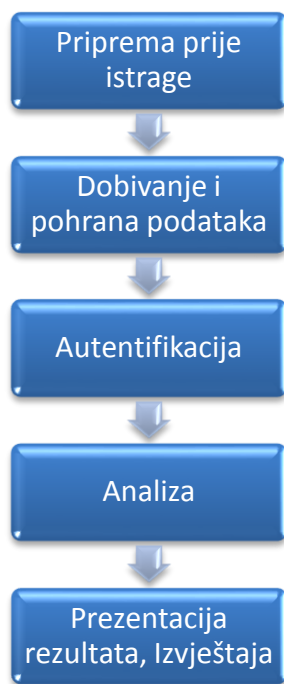 Priprema prije
istrage
Dobivanje i
pohrana podataka
Autentifikacija
Analiza
Prezentacija
rezultata, Izvještaja